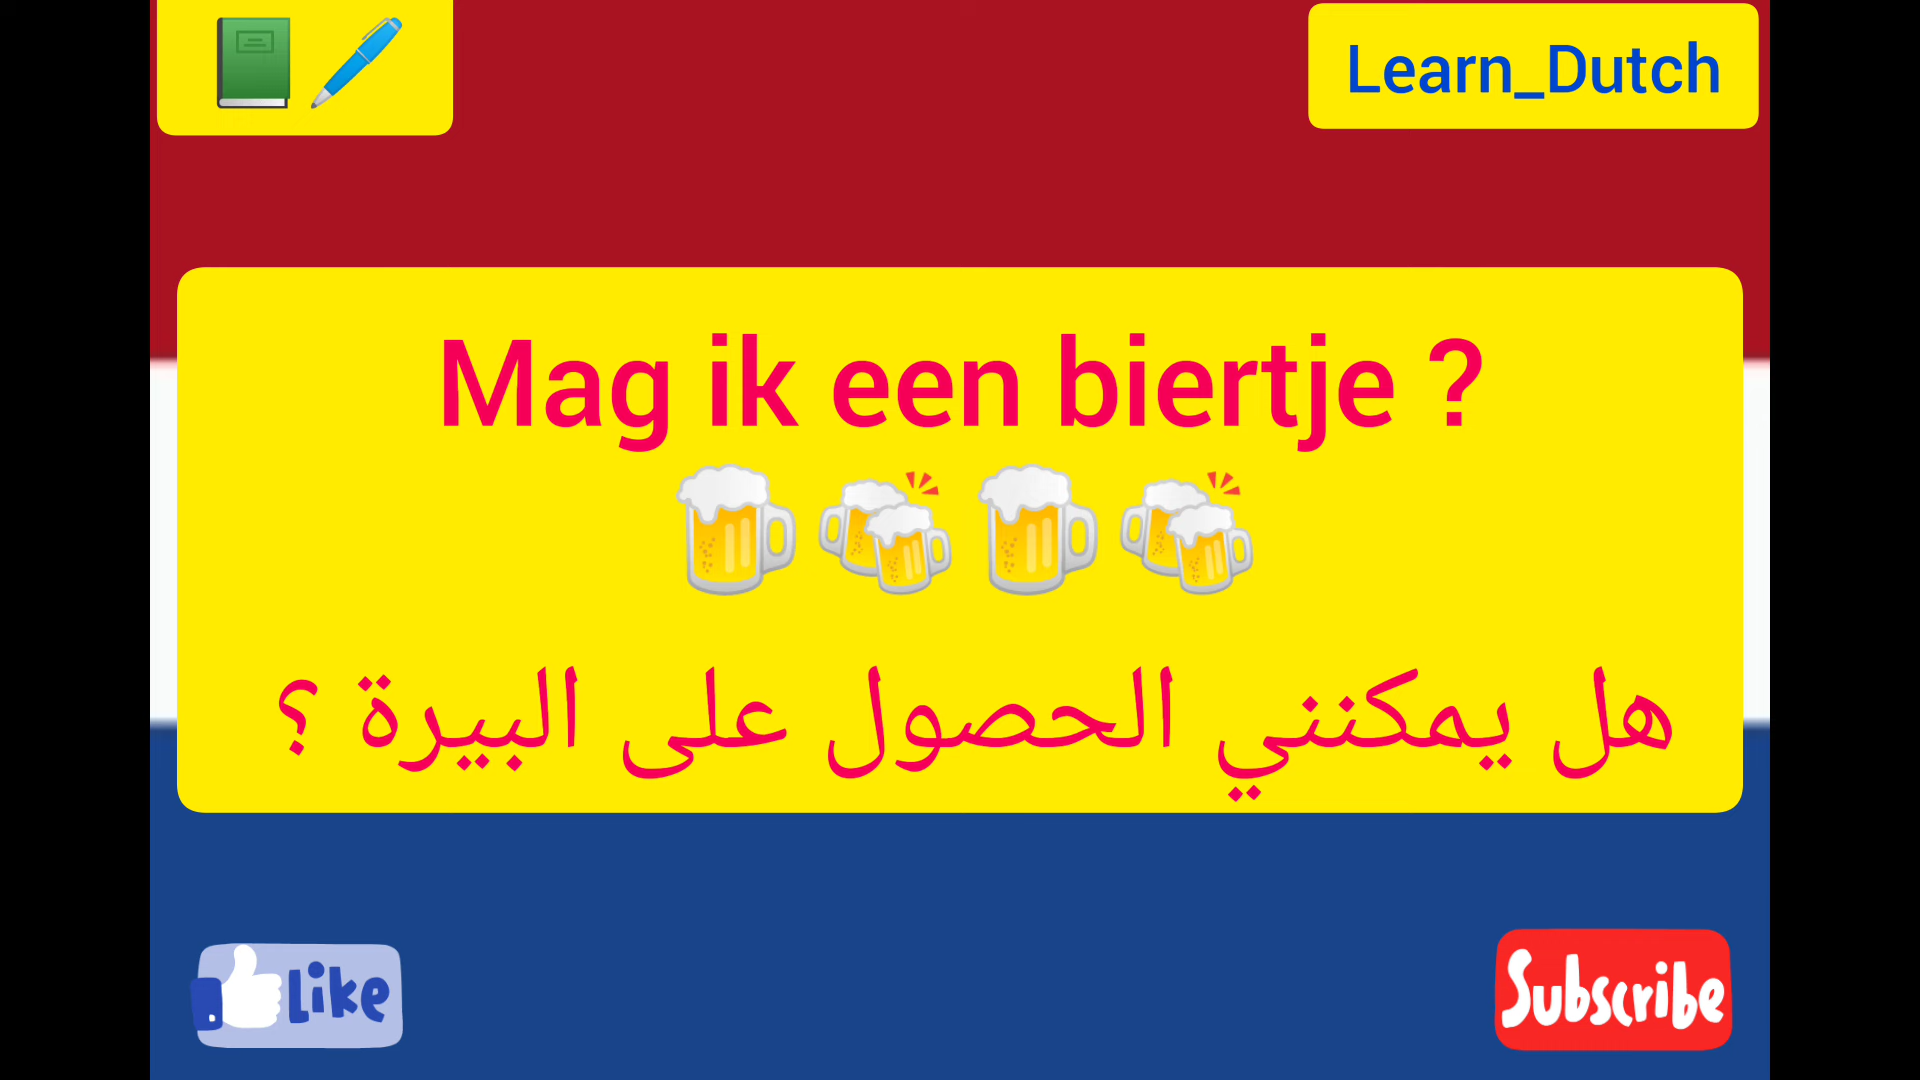 Learn_Dutch
Mag ik een biertje ?
هل يمكنني الحصول على البيرة ؟
Like
Subscribe